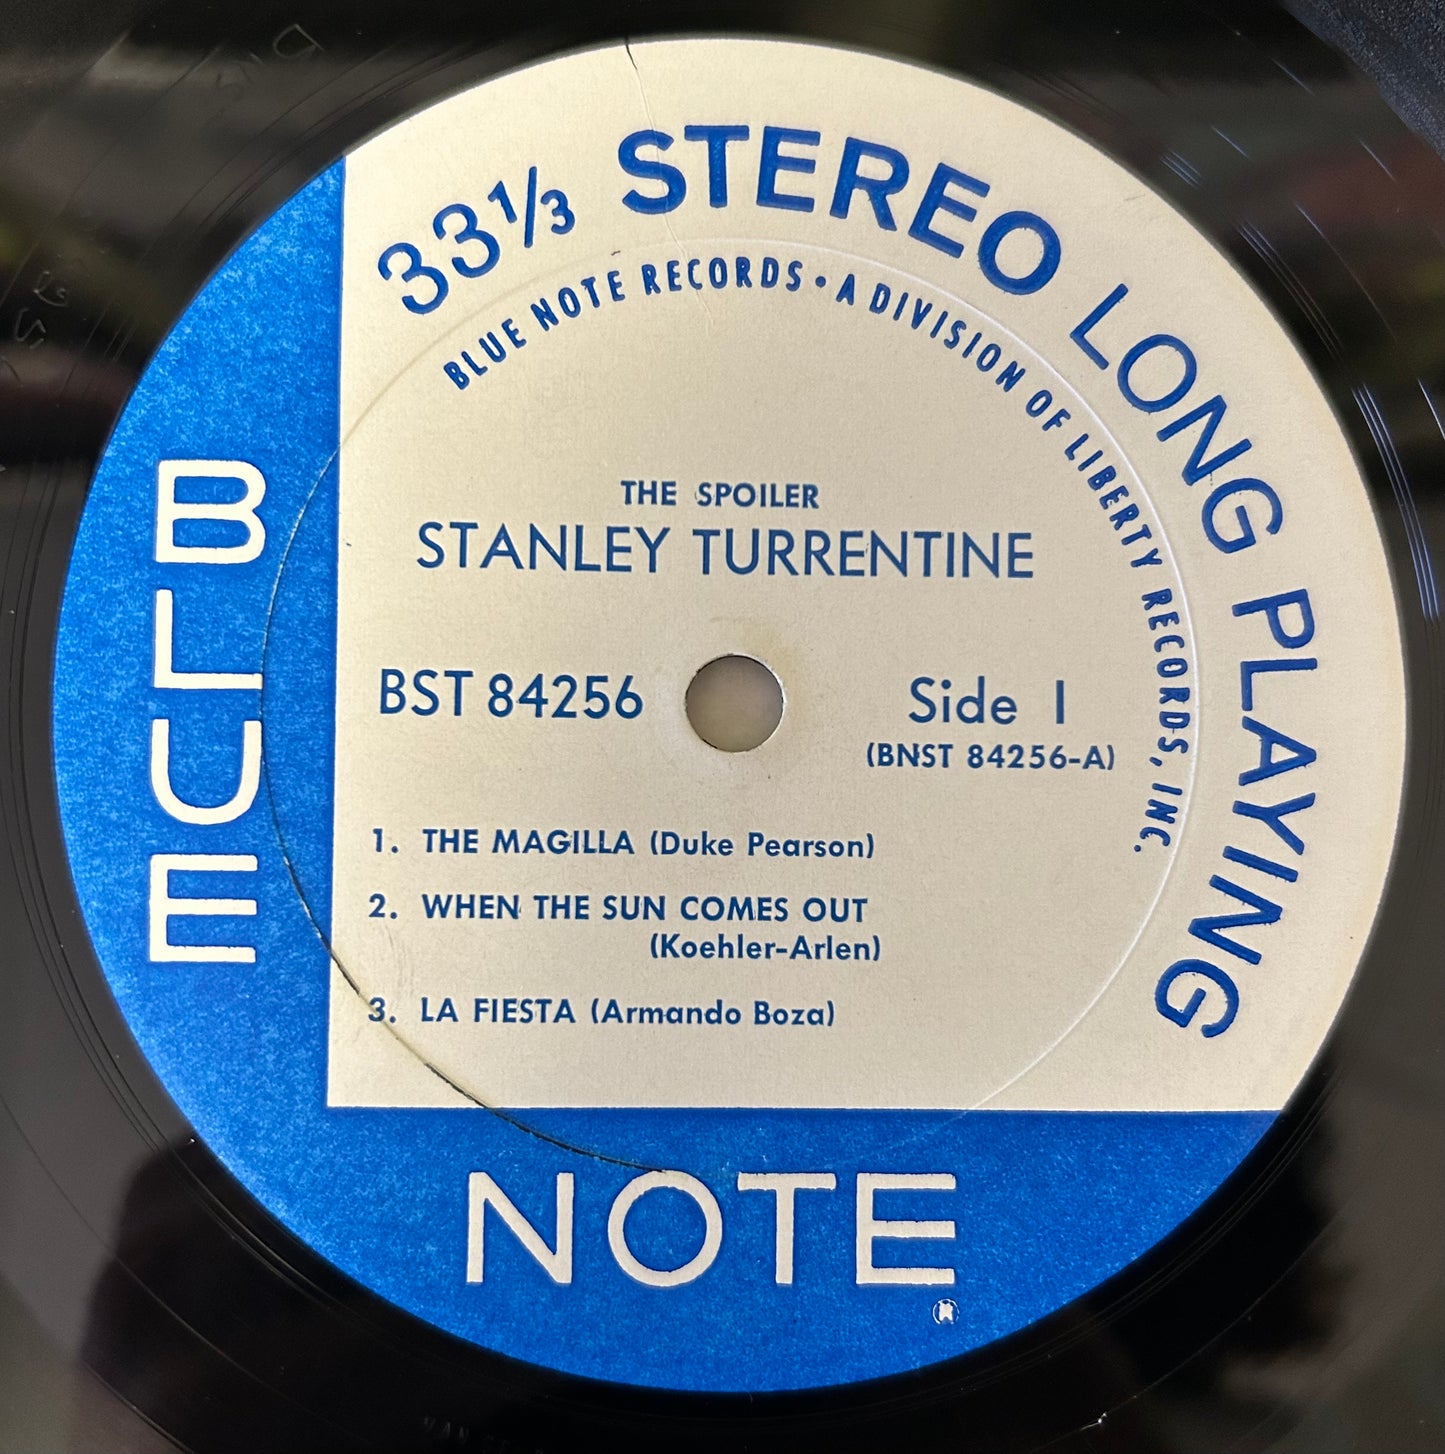 33⅓ STEREO LONG PLAYING
BLUE NOTE RECORDS • A DIVISION OF LIBERTY RECORDS, INC.
THE SPOILER
STANLEY TURRENTINE
BST 84256
Side 1
(BNST 84256-A)
1. THE MAGILLA (Duke Pearson)
2. WHEN THE SUN COMES OUT
(Koehler-Arlen)
3. LA FIESTA (Armando Boza)
BLUE
NOTE